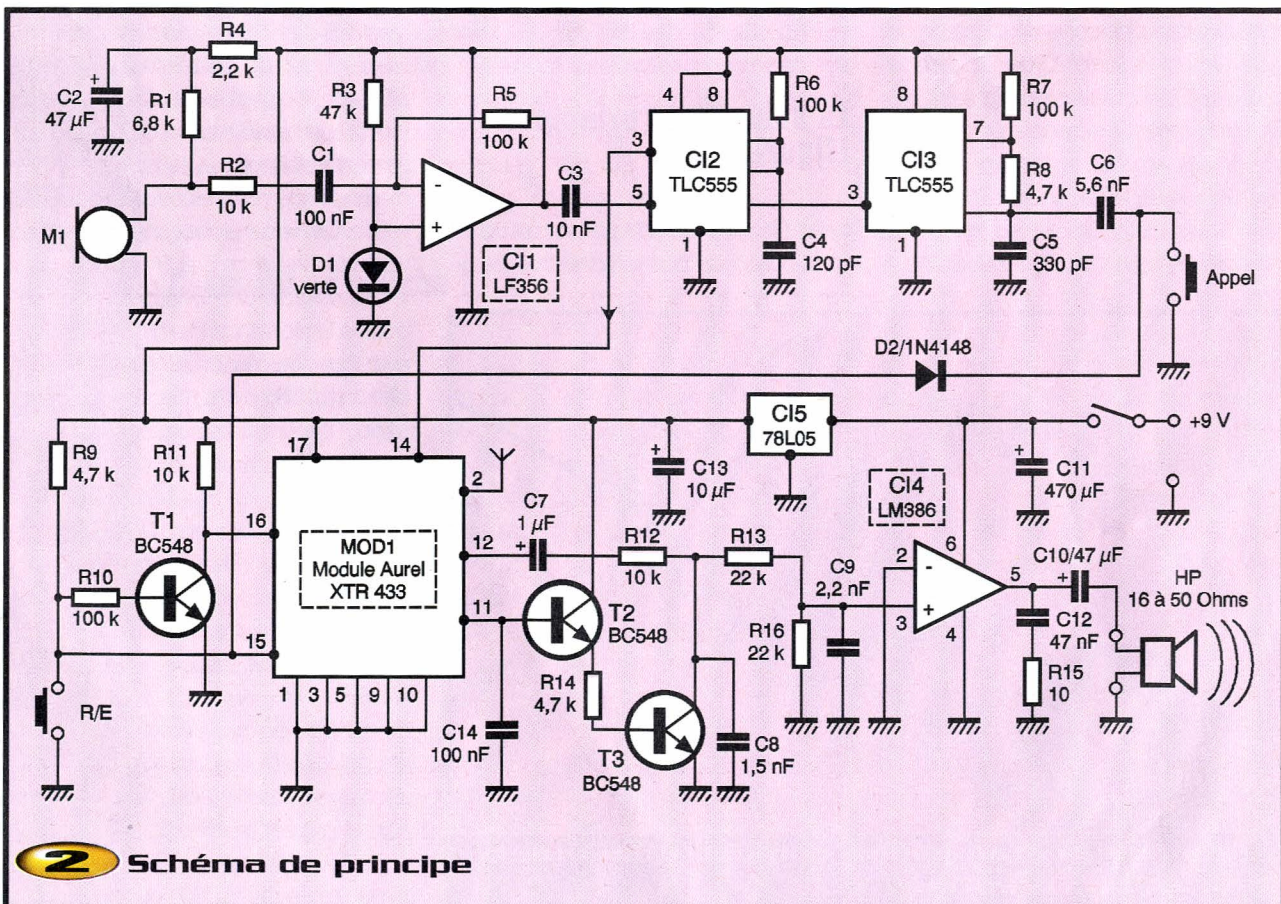 R4
2,2 k
C2
47 µF
+
R1
6,8 k
R2
10 k
M1
C1
100 nF
R3
47 k
D1
verte
R5
100 k
-
+
CI1
LF356
C3
10 nF
4
8
3
5
1
CI2
TLC555
R6
100 k
C4
120 pF
8
7
3
1
CI3
TLC555
R7
100 k
R8
4,7 k
C6
5,6 nF
C5
330 pF
Appel
D2/1N4148
R9
4,7 k
R11
10 k
T1
BC548
R10
100 k
R/E
17
14
16
15
2
12
11
1
3
5
9
10
MOD1
Module Aurel
XTR 433
C7
1 µF
+
C14
100 nF
T2
BC548
R14
4,7 k
T3
BC548
R12
10 k
C8
1,5 nF
+
C13
10 µF
CI5
78L05
R13
22 k
R16
22 k
C9
2,2 nF
CI4
LM386
2
-
3
+
6
4
5
+
C11
470 µF
+9 V
C10/47 µF
+
C12
47 nF
R15
10
HP
16 à 50 Ohms
2 Schéma de principe